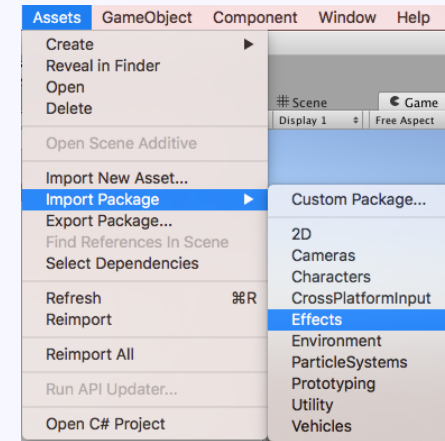 Assets GameObject Component Window Help
Create
Reveal in Finder
Open
Delete
Open Scene Additive
Import New Asset...
Import Package
Export Package...
Find References In Scene
Select Dependencies
Refresh ⌘R
Reimport
Reimport All
Run API Updater...
Open C# Project
Scene Game
Display 1 Free Aspect
Custom Package...
2D
Cameras
Characters
CrossPlatformInput
Effects
Environment
ParticleSystems
Prototyping
Utility
Vehicles